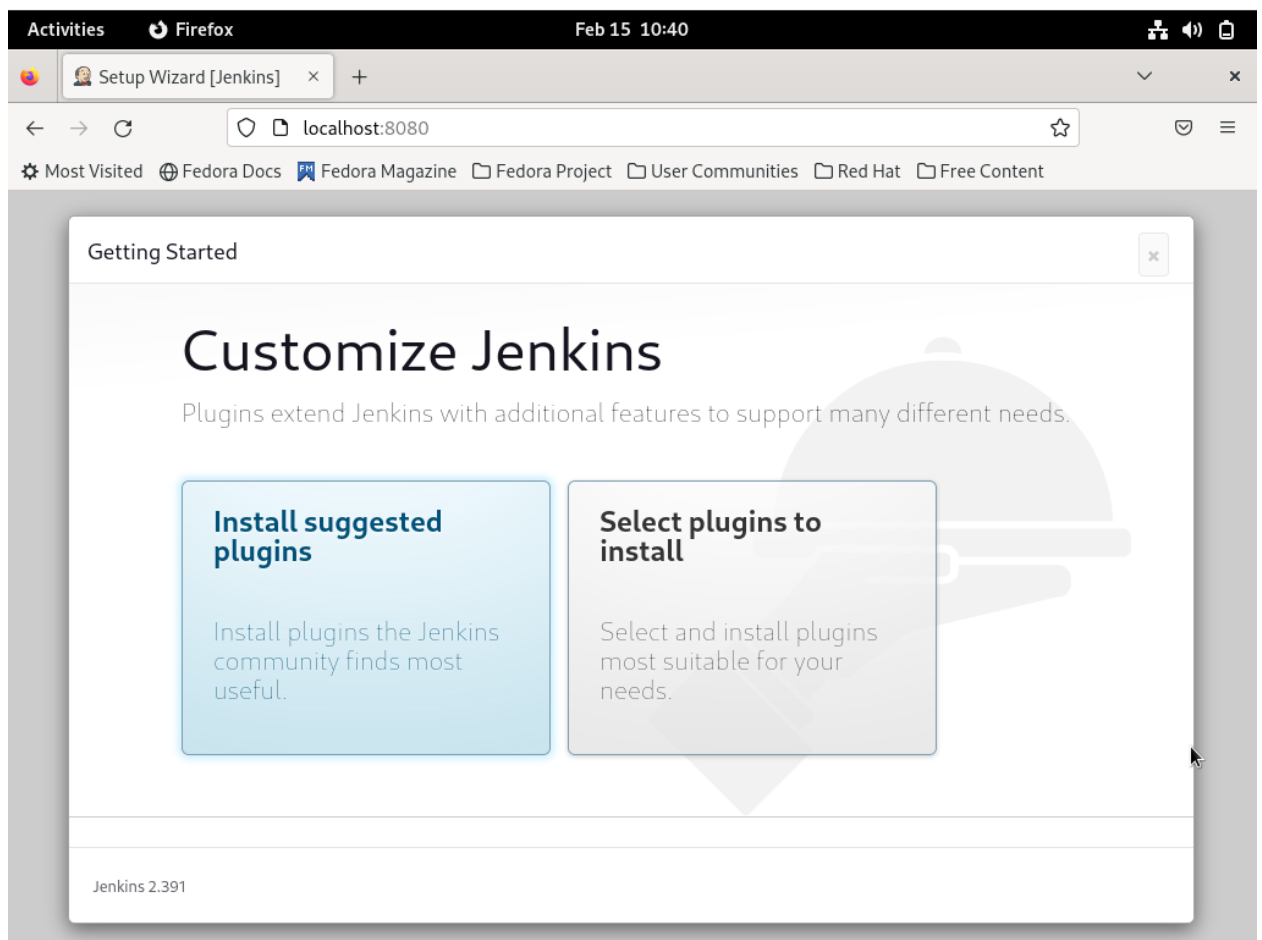 Activities Firefox Feb 15 10:40
Setup Wizard [Jenkins] × +
localhost:8080
Most Visited Fedora Docs Fedora Magazine Fedora Project User Communities Red Hat Free Content
Getting Started ×
Customize Jenkins
Plugins extend Jenkins with additional features to support many different needs.
Install suggested
plugins
Install plugins the Jenkins
community finds most
useful.
Select plugins to
install
Select and install plugins
most suitable for your
needs.
Jenkins 2.391